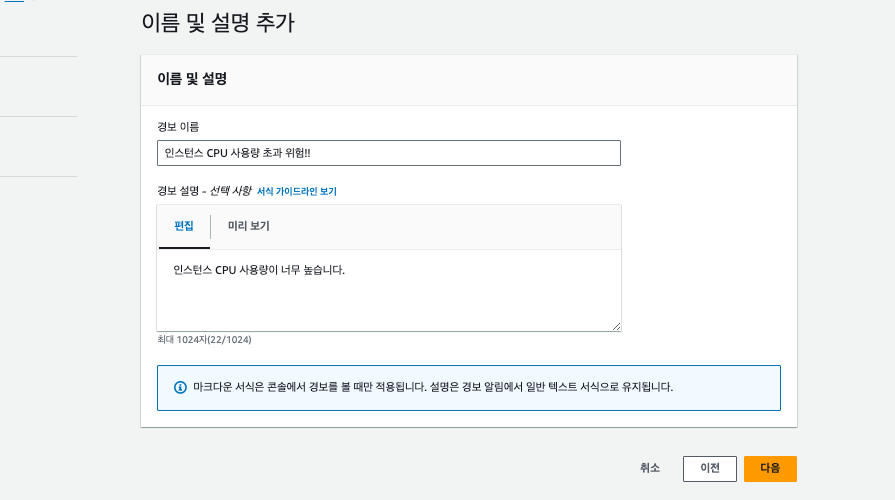 이름 및 설명 추가
이름 및 설명
경보 이름
인스턴스 CPU 사용량 초과 위험!!
경보 설명 – 선택 사항 서식 가이드라인 보기
편집 미리 보기
인스턴스 CPU 사용량이 너무 높습니다.
최대 1024자(22/1024)
마크다운 서식은 콘솔에서 경보를 볼 때만 적용됩니다. 설명은 경보 알림에서 일반 텍스트 서식으로 유지됩니다.
취소 이전 다음